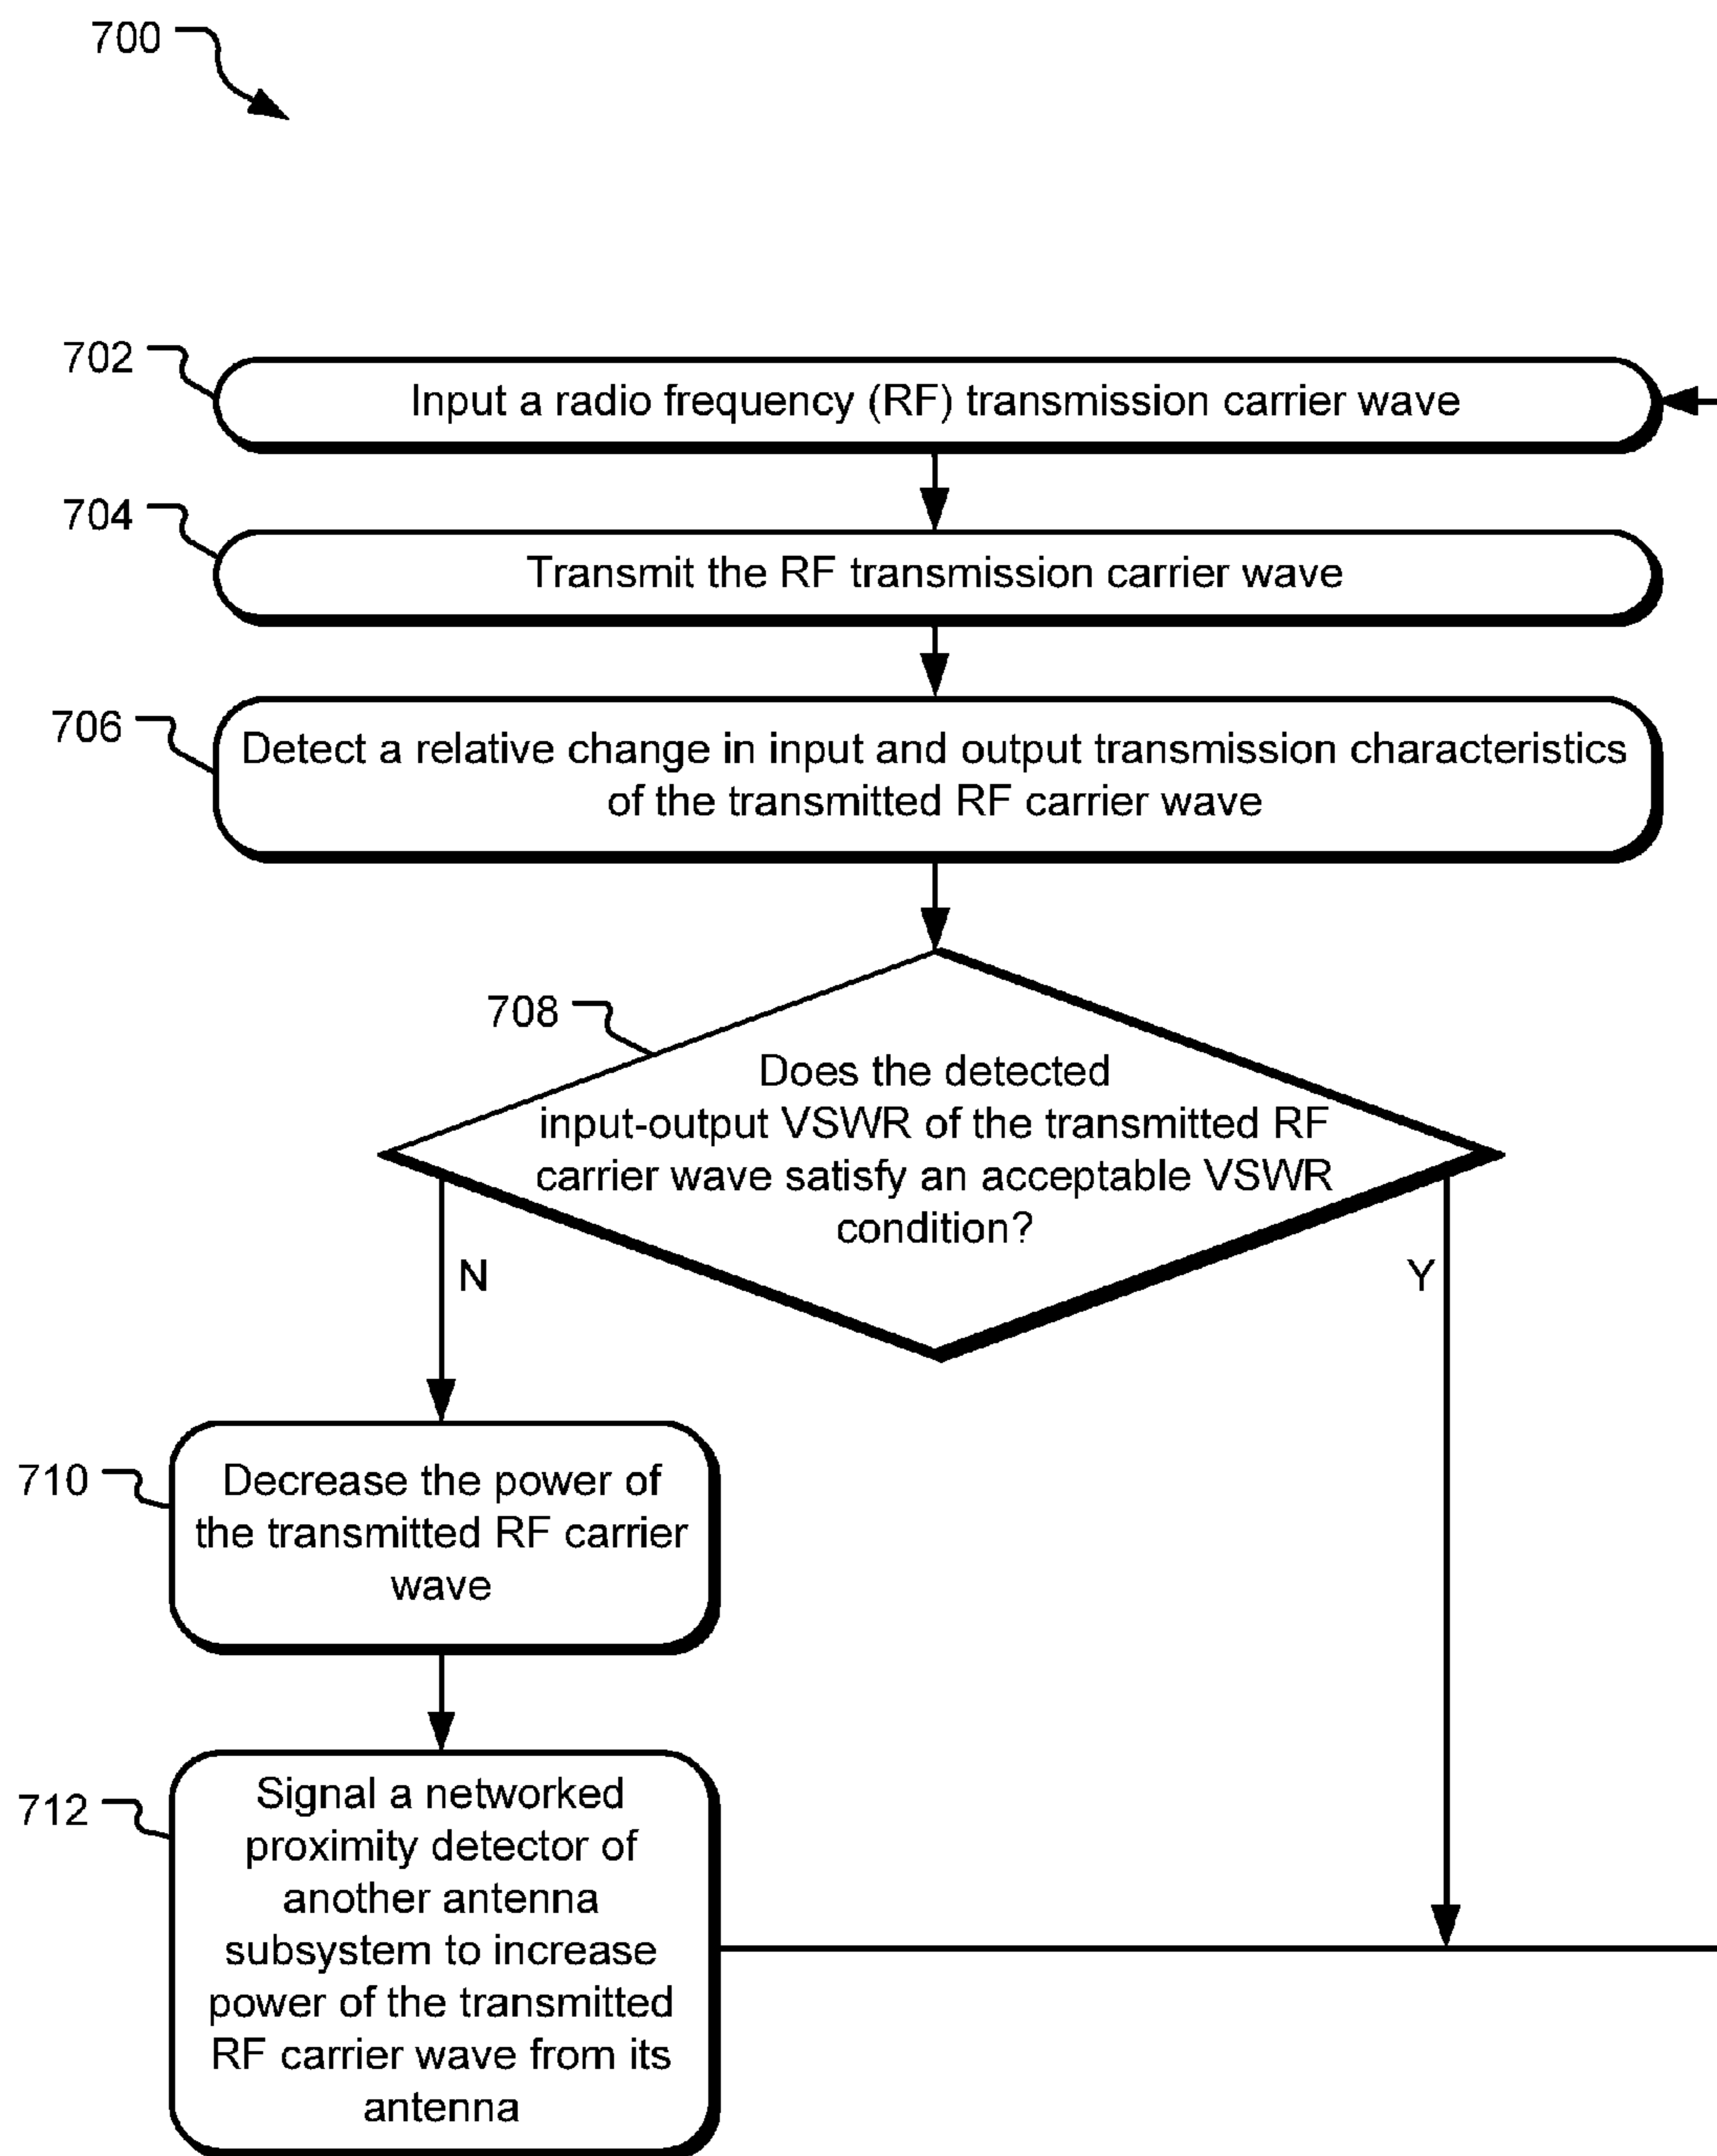 700
702
Input a radio frequency (RF) transmission carrier wave
704
Transmit the RF transmission carrier wave
706
Detect a relative change in input and output transmission characteristics
of the transmitted RF carrier wave
708
Does the detected
input-output VSWR of the transmitted RF
carrier wave satisfy an acceptable VSWR
condition?
N
Y
710
Decrease the power of
the transmitted RF carrier
wave
712
Signal a networked
proximity detector of
another antenna
subsystem to increase
power of the transmitted
RF carrier wave from its
antenna